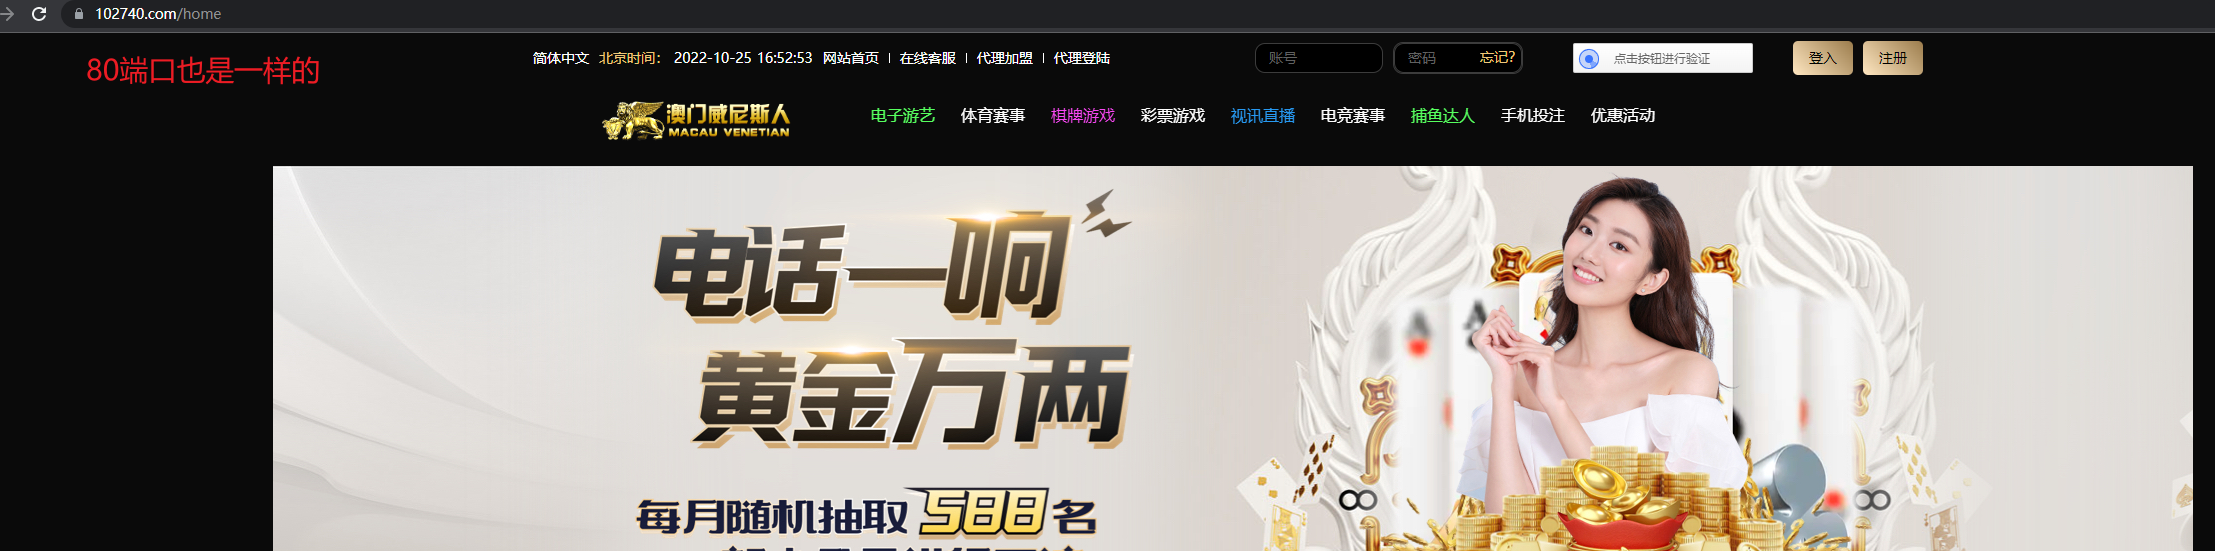 102740.com/home
80端口也是一样的
简体中文 北京时间： 2022-10-25 16:52:53 网站首页 | 在线客服 | 代理加盟 | 代理登陆
账号 密码 忘记? 点击按钮进行验证 登入 注册
澳门威尼斯人
MACAU VENETIAN
电子游艺 体育赛事 棋牌游戏 彩票游戏 视讯直播 电竞赛事 捕鱼达人 手机投注 优惠活动
电话一响
黄金万两
每月随机抽取588名